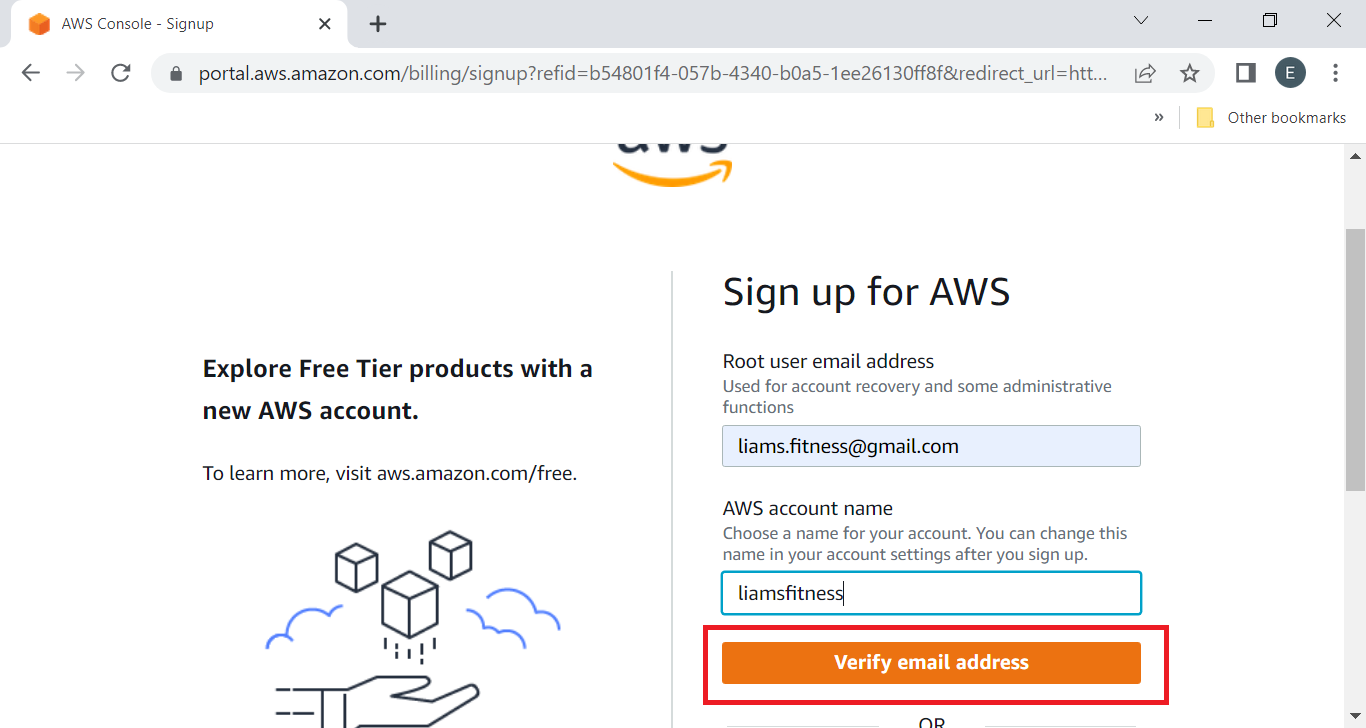 AWS Console - Signup
portal.aws.amazon.com/billing/signup?refid=b54801f4-057b-4340-b0a5-1ee26130ff8f&redirect_url=htt...
E
»
Other bookmarks
aws
Sign up for AWS
Explore Free Tier products with a
new AWS account.
To learn more, visit aws.amazon.com/free.
Root user email address
Used for account recovery and some administrative
functions
liams.fitness@gmail.com
AWS account name
Choose a name for your account. You can change this
name in your account settings after you sign up.
liamsfitness
Verify email address
OR